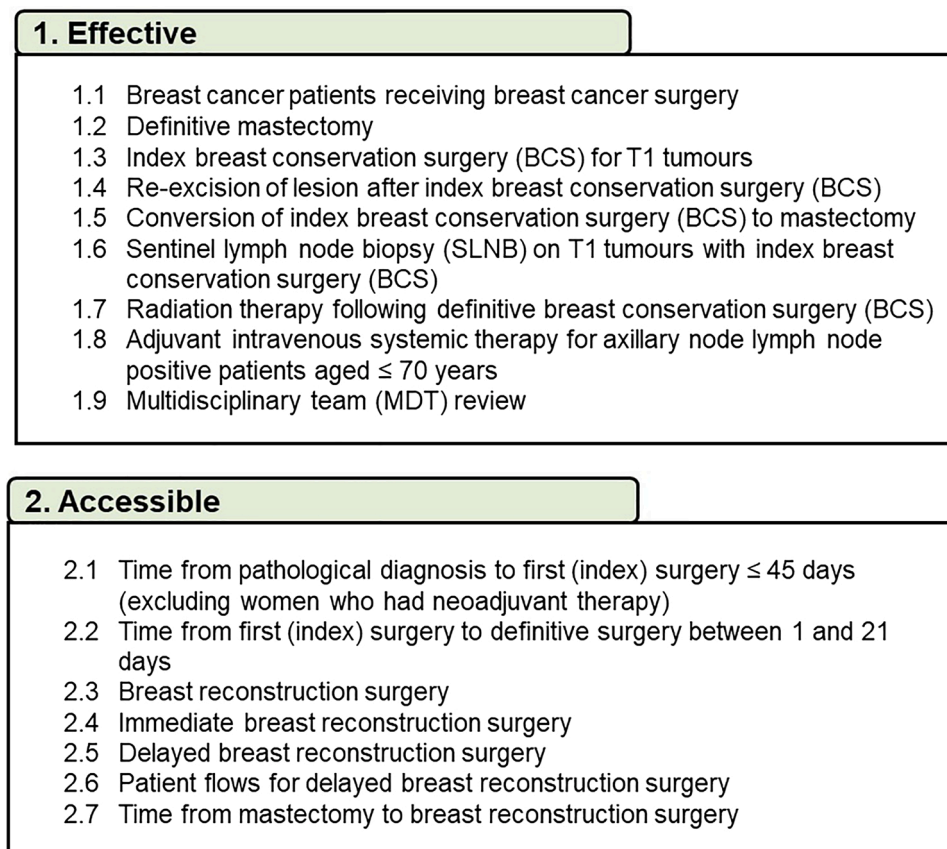 1. Effective
1.1 Breast cancer patients receiving breast cancer surgery
1.2 Definitive mastectomy
1.3 Index breast conservation surgery (BCS) for T1 tumours
1.4 Re-excision of lesion after index breast conservation surgery (BCS)
1.5 Conversion of index breast conservation surgery (BCS) to mastectomy
1.6 Sentinel lymph node biopsy (SLNB) on T1 tumours with index breast
conservation surgery (BCS)
1.7 Radiation therapy following definitive breast conservation surgery (BCS)
1.8 Adjuvant intravenous systemic therapy for axillary node lymph node
positive patients aged ≤ 70 years
1.9 Multidisciplinary team (MDT) review
2. Accessible
2.1 Time from pathological diagnosis to first (index) surgery ≤ 45 days
(excluding women who had neoadjuvant therapy)
2.2 Time from first (index) surgery to definitive surgery between 1 and 21
days
2.3 Breast reconstruction surgery
2.4 Immediate breast reconstruction surgery
2.5 Delayed breast reconstruction surgery
2.6 Patient flows for delayed breast reconstruction surgery
2.7 Time from mastectomy to breast reconstruction surgery